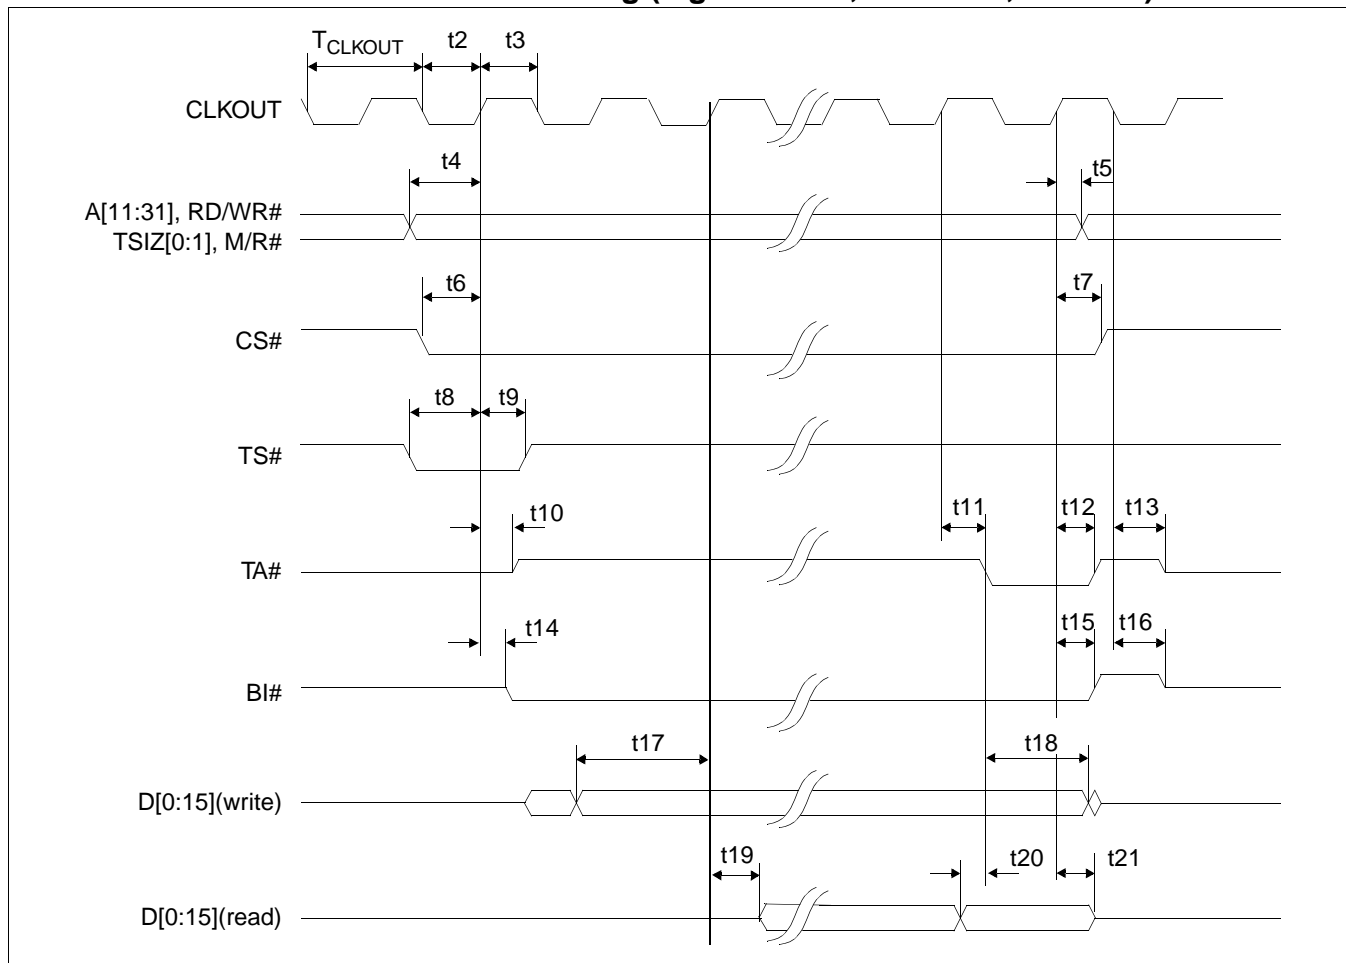 T_CLKOUT t2 t3
CLKOUT
t4 t5
A[11:31], RD/WR#
TSIZ[0:1], M/R#
t6 t7
CS#
t8 t9
TS#
t10 t11 t12 t13
TA#
t14 t15 t16
BI#
t17 t18
D[0:15](write)
t19 t20 t21
D[0:15](read)